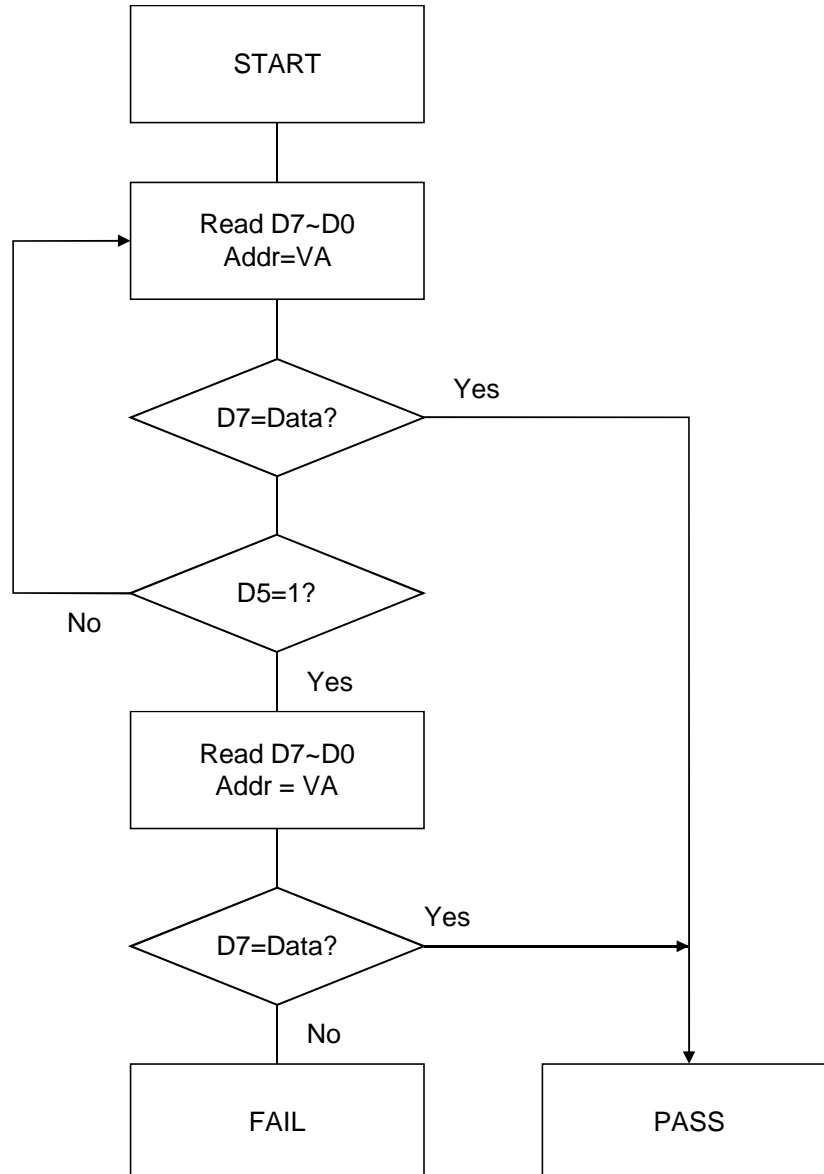 START
Read D7~D0
Addr=VA
Yes
D7=Data?
D5=1?
No
Yes
Read D7~D0
Addr = VA
Yes
D7=Data?
No
FAIL
PASS